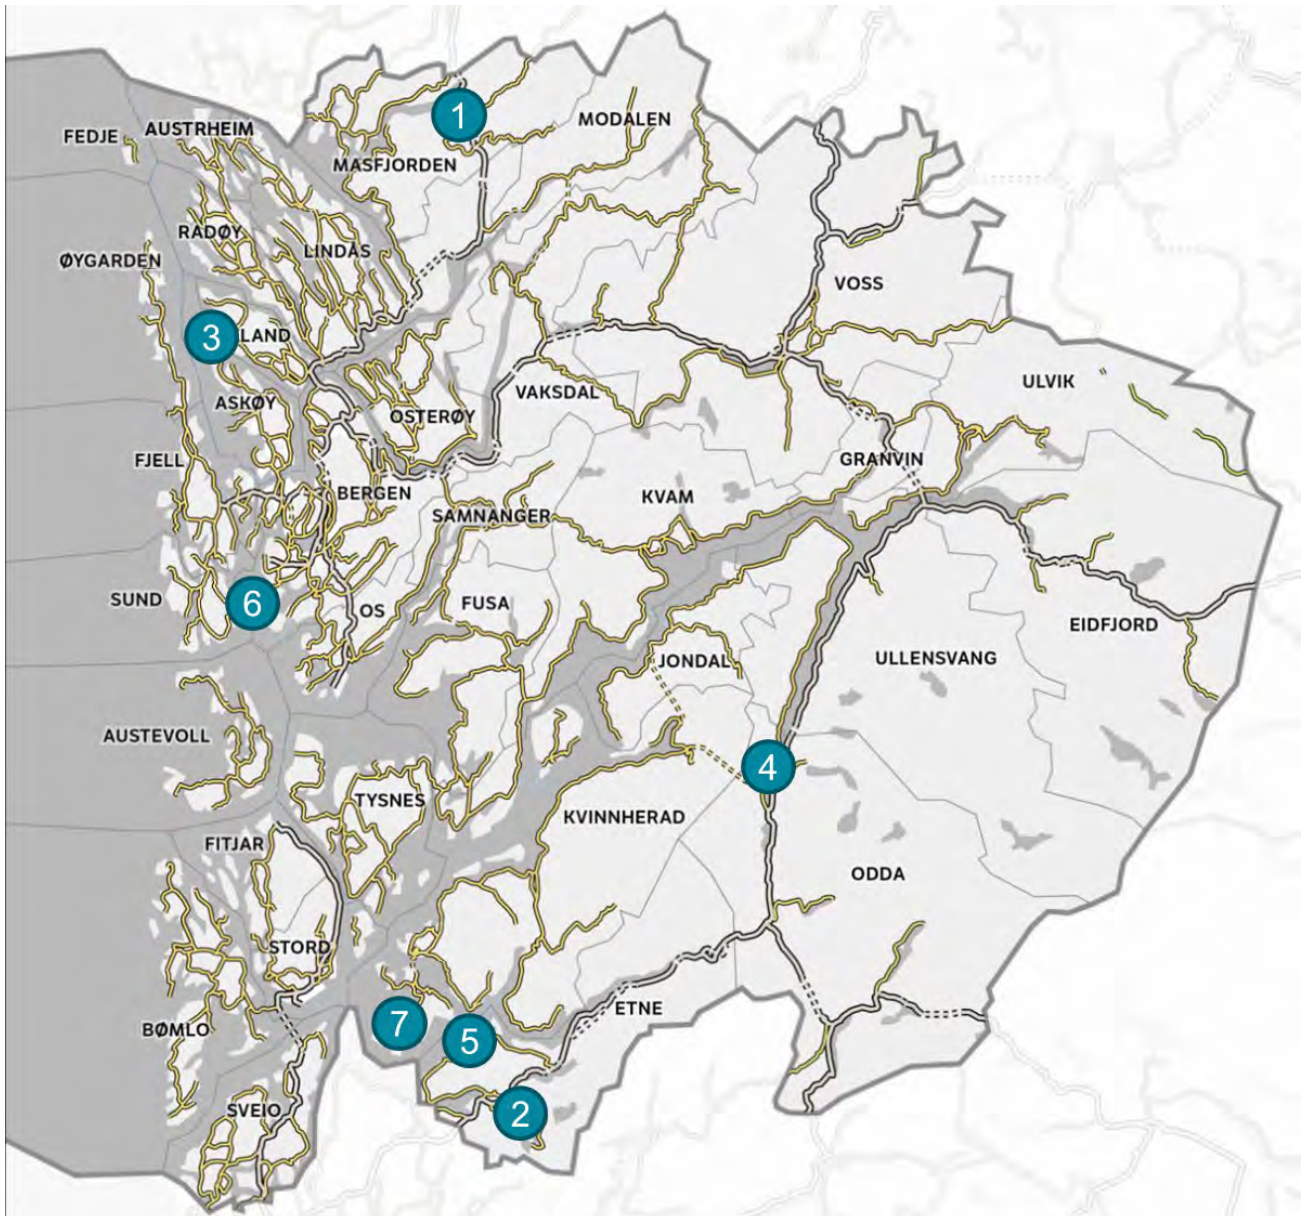 1
MODALEN
FEDJE
AUSTRHEIM
MASFJORDEN
RADØY
LINDÅS
ØYGARDEN
VOSS
3
LAND
ULVIK
VAKSDAL
ASKØY
OSTERØY
FJELL
GRANVIN
BERGEN
KVAM
SAMNANGER
SUND
6
OS
FUSA
EIDFJORD
JONDAL
ULLENSVANG
AUSTEVOLL
4
TYSNES
KVINNHERAD
FITJAR
ODDA
STORD
ETNE
7
BØMLO
5
SVEIO
2